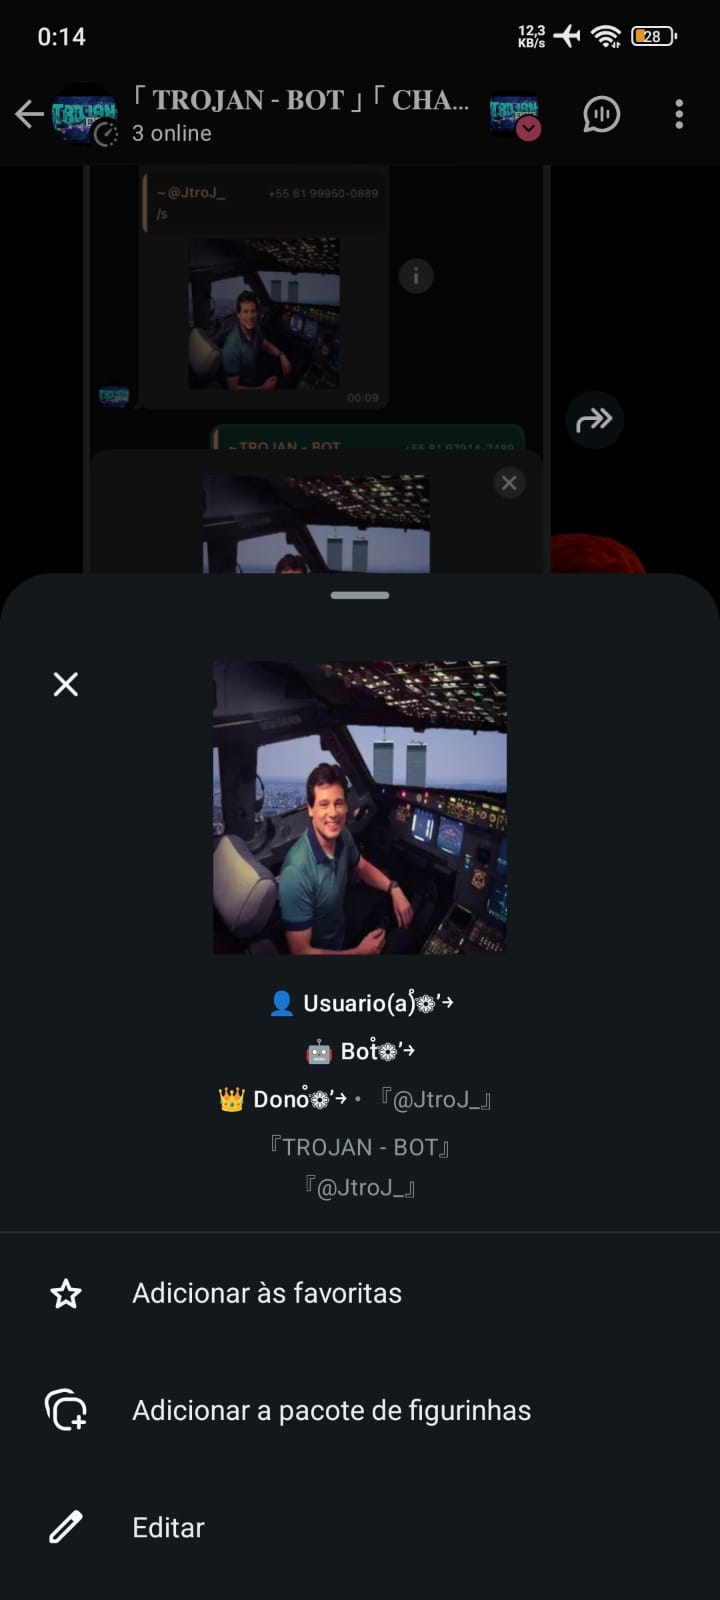 0:14
12,3
KB/s
28
「 TROJAN - BOT 」「 CHA...
3 online
~@JtroJ_
+55 81 99950-0889
/s
00:09
~TROJAN - BOT
+55 81 97914-7489
👤 Usuario(a)ꦿ❁̊’→
🤖 Bot̊❁’→
👑 Dono̊❁’→ • 『@JtroJ_』
『TROJAN - BOT』
『@JtroJ_』
Adicionar às favoritas
Adicionar a pacote de figurinhas
Editar